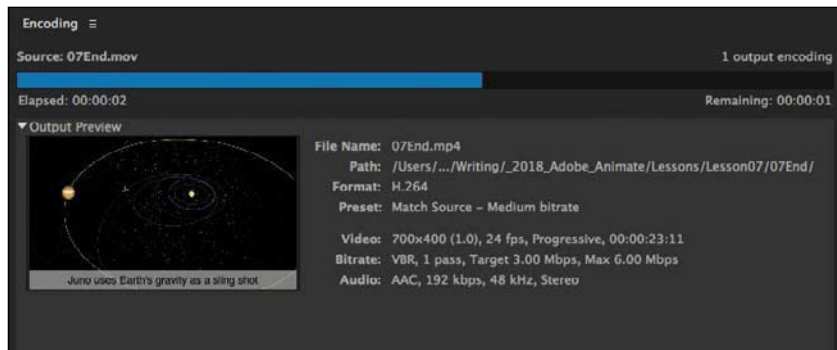 Encoding
Source: 07End.mov 1 output encoding
Elapsed: 00:00:02 Remaining: 00:00:01
Output Preview
File Name: 07End.mp4
Path: /Users/.../Writing/_2018_Adobe_Animate/Lessons/Lesson07/07End/
Format: H.264
Preset: Match Source – Medium bitrate
Video: 700x400 (1.0), 24 fps, Progressive, 00:00:23:11
Bitrate: VBR, 1 pass, Target 3.00 Mbps, Max 6.00 Mbps
Audio: AAC, 192 kbps, 48 kHz, Stereo
Juno uses Earth's gravity as a sling shot